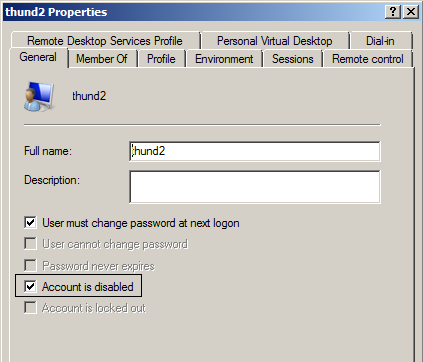 thund2 Properties
Remote Desktop Services Profile Personal Virtual Desktop Dial-in
General Member Of Profile Environment Sessions Remote control
thund2
Full name: thund2
Description:
User must change password at next logon
User cannot change password
Password never expires
Account is disabled
Account is locked out